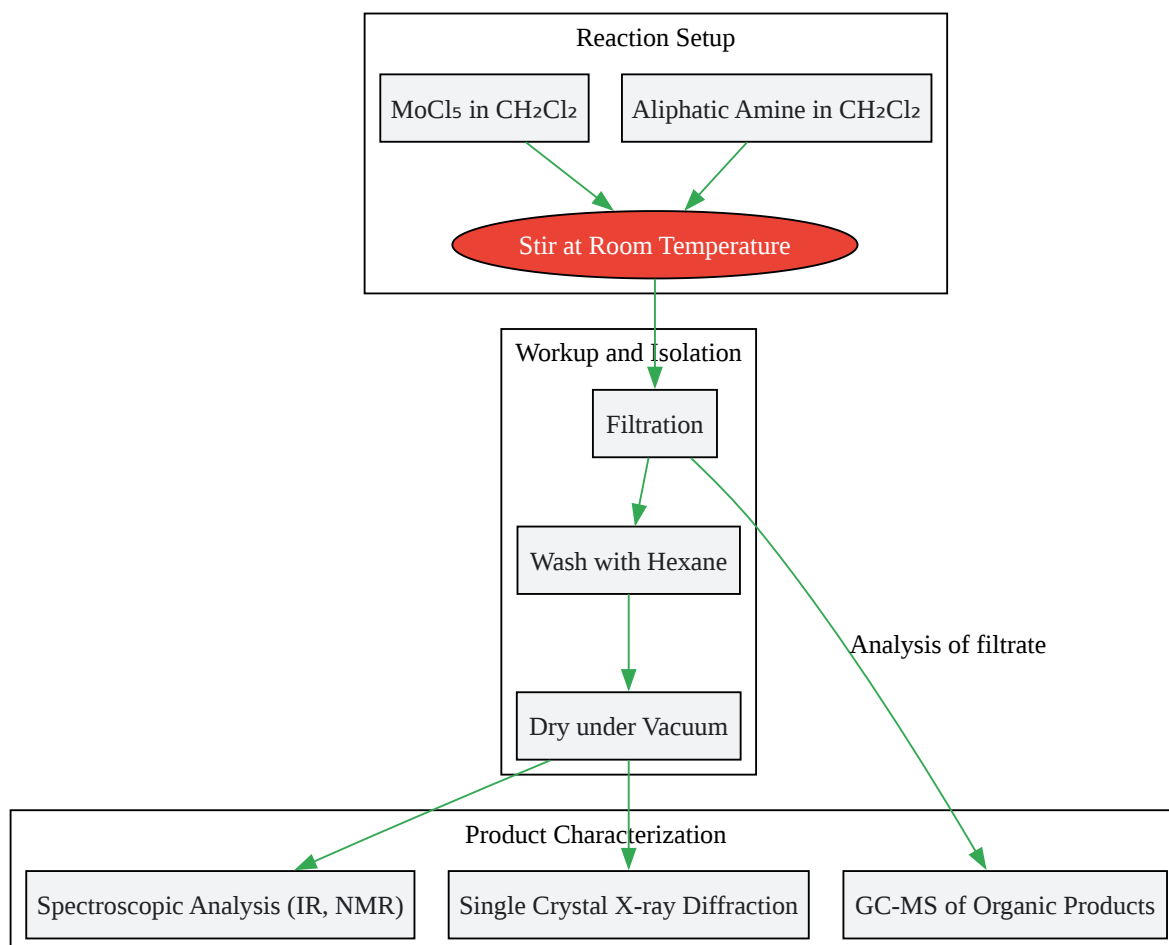 Reaction Setup
MoCl₅ in CH₂Cl₂
Aliphatic Amine in CH₂Cl₂
Stir at Room Temperature
Workup and Isolation
Filtration
Wash with Hexane
Analysis of filtrate
Dry under Vacuum
Product Characterization
Spectroscopic Analysis (IR, NMR)
Single Crystal X-ray Diffraction
GC-MS of Organic Products